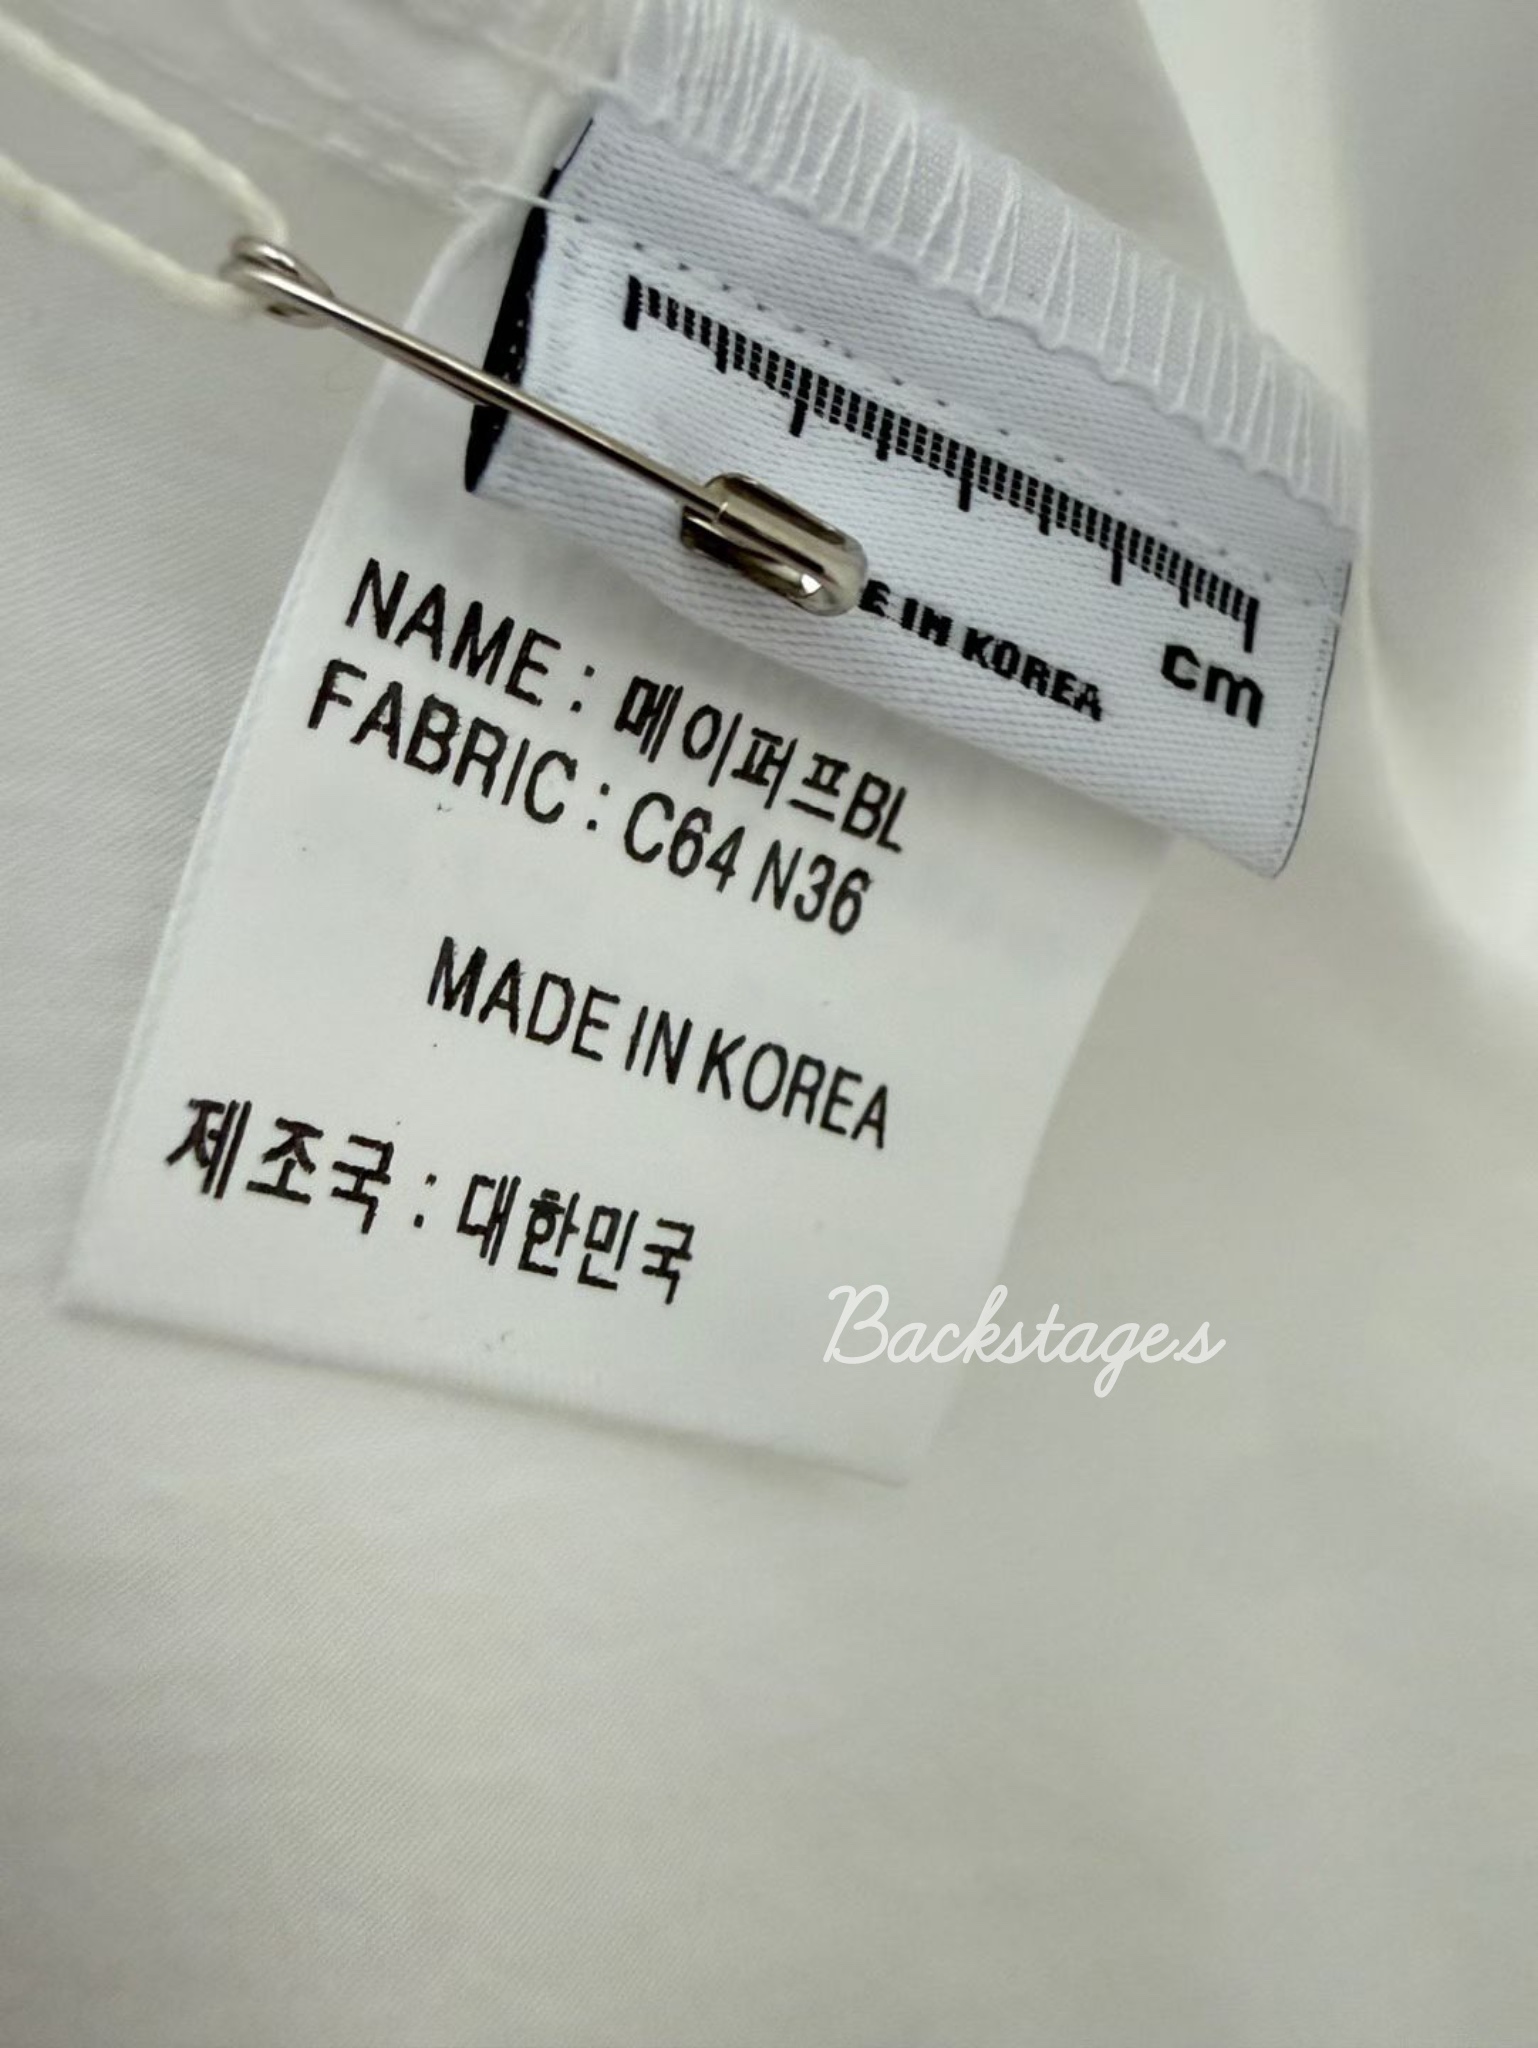 cm
E IN KOREA
NAME : 메이퍼프BL
FABRIC : C64 N36
MADE IN KOREA
제조국 : 대한민국
Backstage.s